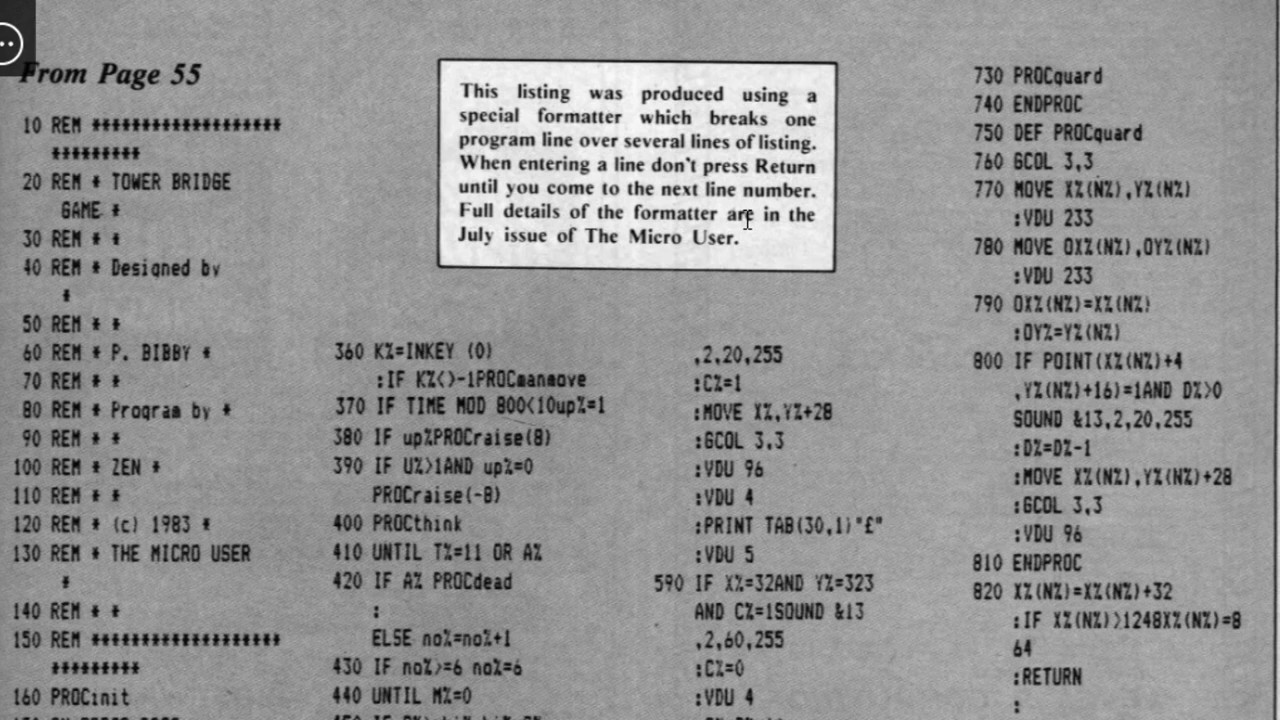 From Page 55
10 REM *******************
*********
20 REM * TOWER BRIDGE
GAME *
30 REM * *
40 REM * Designed by
*
50 REM * *
60 REM * P. BIBBY *
70 REM * *
80 REM * Program by *
90 REM * *
100 REM * ZEN *
110 REM * *
120 REM * (c) 1983 *
130 REM * THE MICRO USER
*
140 REM * *
150 REM *******************
*********
160 PROCinit
This listing was produced using a
special formatter which breaks one
program line over several lines of listing.
When entering a line don't press Return
until you come to the next line number.
Full details of the formatter are in the
July issue of The Micro User.
360 K%=INKEY (0)
:IF K%<>-1PROCmanmove
370 IF TIME MOD 800<10up%=1
380 IF up%PROCraise(8)
390 IF U%>1AND up%=0
PROCraise(-8)
400 PROCthink
410 UNTIL T%=11 OR A%
420 IF A% PROCdead
:
ELSE no%=no%+1
430 IF no%>=6 no%=6
440 UNTIL M%=0
,2,20,255
:C%=1
:MOVE X%,Y%+28
:GCOL 3,3
:VDU 96
:VDU 4
:PRINT TAB(30,1)"£"
:VDU 5
590 IF X%=32AND Y%=323
AND C%=1SOUND &13
,2,60,255
:C%=0
:VDU 4
730 PROCguard
740 ENDPROC
750 DEF PROCguard
760 GCOL 3,3
770 MOVE X%(N%),Y%(N%)
:VDU 233
780 MOVE OX%(N%),OY%(N%)
:VDU 233
790 OX%(N%)=X%(N%)
:OY%=Y%(N%)
800 IF POINT(X%(N%)+4
,Y%(N%)+16)=1AND D%>0
SOUND &13,2,20,255
:D%=D%-1
:MOVE X%(N%),Y%(N%)+28
:GCOL 3,3
:VDU 96
810 ENDPROC
820 X%(N%)=X%(N%)+32
:IF X%(N%)>1248X%(N%)=8
64
:RETURN
: